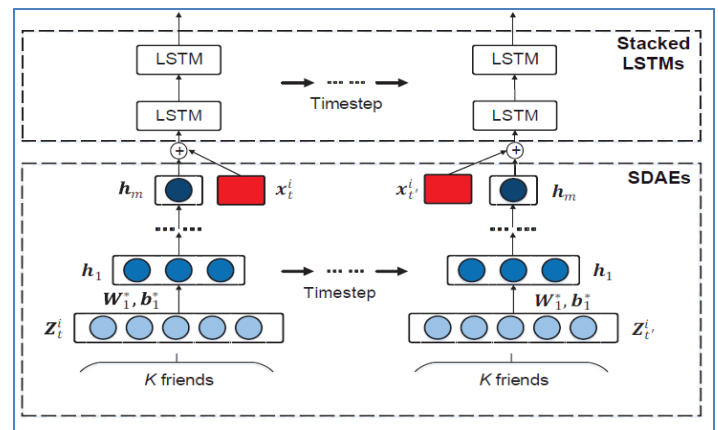 Stacked
LSTMs
LSTM
LSTM
LSTM
LSTM
Timestep
+
+
SDAEs
h_m
x_t^i
x_{t'}^i
h_m
h_1
h_1
Timestep
W_1^*, b_1^*
W_1^*, b_1^*
Z_t^i
Z_{t'}^i
K friends
K friends